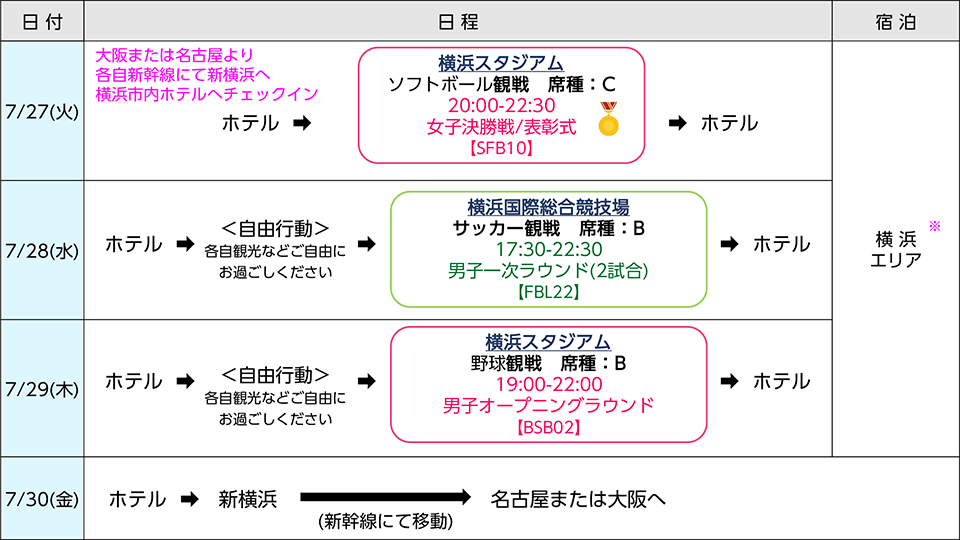 日 付
日 程
宿 泊
7/27(火)
大阪または名古屋より
各自新幹線にて新横浜へ
横浜市内ホテルへチェックイン
ホテル ➡
横浜スタジアム
ソフトボール観戦　席種：C
20:00-22:30
女子決勝戦/表彰式
【SFB10】
➡ ホテル
7/28(水)
ホテル ➡
＜自由行動＞
各自観光などご自由に
お過ごしください
➡
横浜国際総合競技場
サッカー観戦　席種：B
17:30-22:30
男子一次ラウンド(2試合)
【FBL22】
➡ ホテル
横 浜 ※
エリア
7/29(木)
ホテル ➡
＜自由行動＞
各自観光などご自由に
お過ごしください
➡
横浜スタジアム
野球観戦　席種：B
19:00-22:00
男子オープニングラウンド
【BSB02】
➡ ホテル
7/30(金)
ホテル ➡ 新横浜
(新幹線にて移動)
名古屋または大阪へ